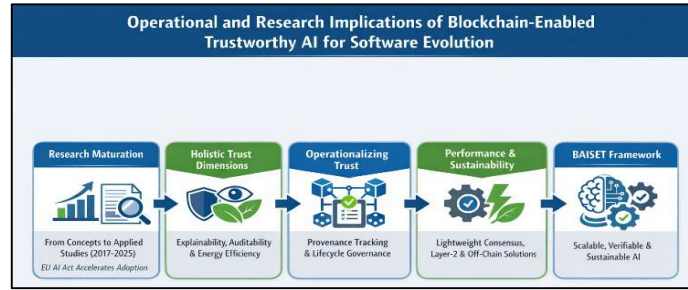 Operational and Research Implications of Blockchain-Enabled
Trustworthy AI for Software Evolution
Research Maturation
From Concepts to Applied
Studies (2017-2025)
EU AI Act Accelerates Adoption
Holistic Trust
Dimensions
Explainability, Auditability
& Energy Efficiency
Operationalizing
Trust
Provenance Tracking
& Lifecycle Governance
Performance &
Sustainability
Lightweight Consensus,
Layer-2 & Off-Chain Solutions
BAISET Framework
Scalable, Verifiable &
Sustainable AI